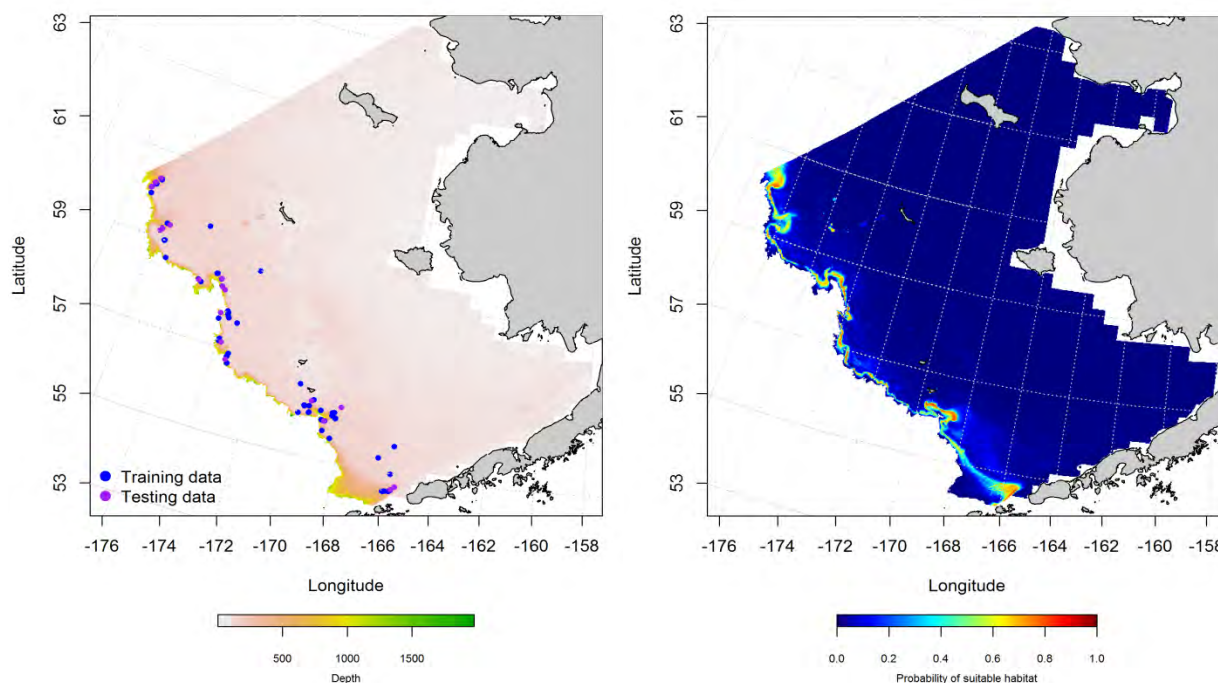 63
61
59
57
55
53
Latitude
Training data
Testing data
-176 -174 -172 -170 -168 -166 -164 -162 -160 -158
Longitude
500 1000 1500
Depth
63
61
59
57
55
53
Latitude
-176 -174 -172 -170 -168 -166 -164 -162 -160 -158
Longitude
0.0 0.2 0.4 0.6 0.8 1.0
Probability of suitable habitat